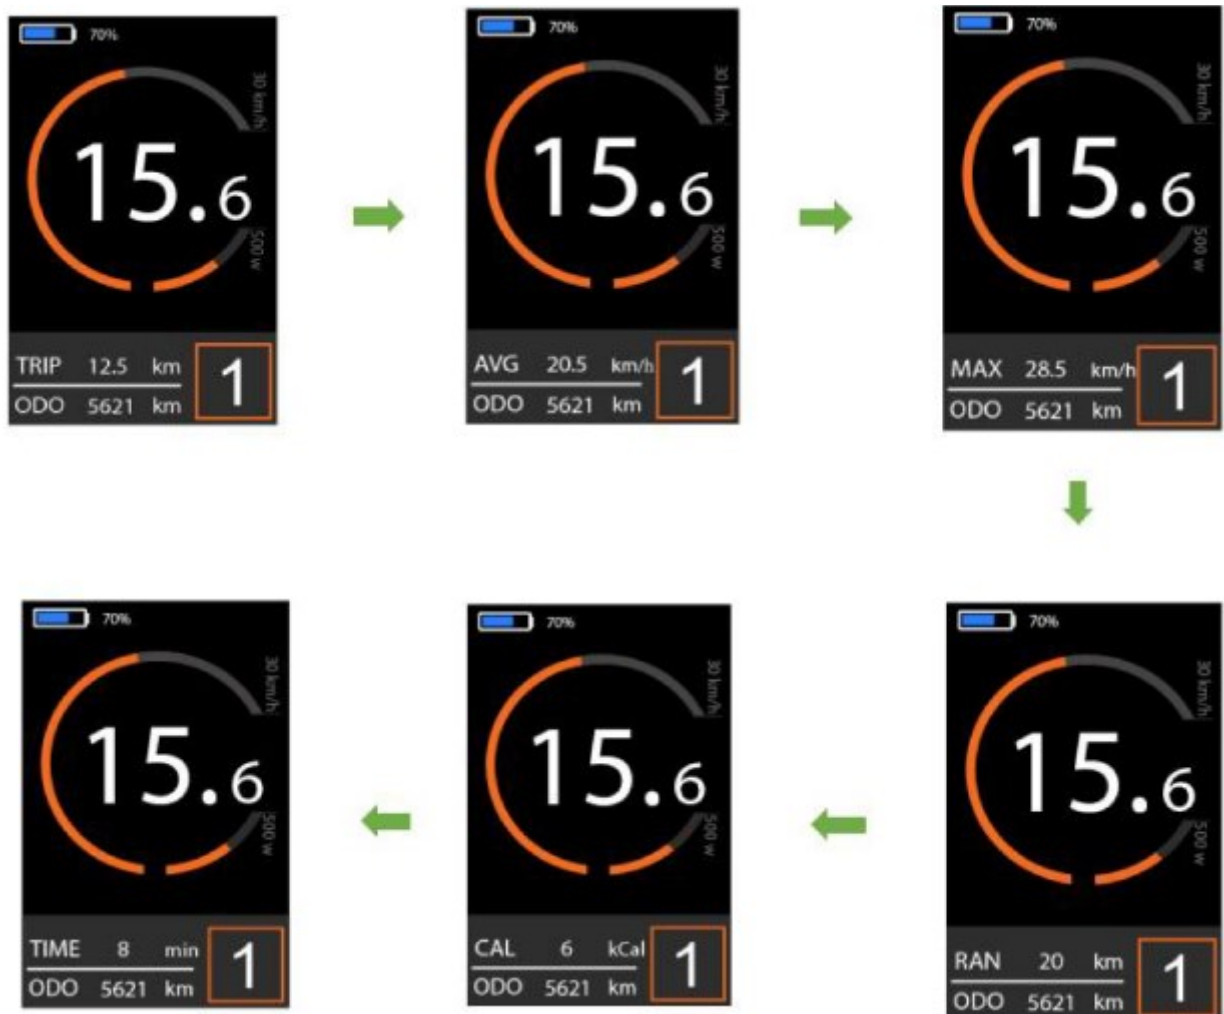 70%
30 km/h
15.6
500 W
TRIP 12.5 km
1
ODO 5621 km
70%
30 km/h
15.6
500 W
AVG 20.5 km/h
1
ODO 5621 km
70%
30 km/h
15.6
500 W
MAX 28.5 km/h
1
ODO 5621 km
70%
30 km/h
15.6
500 W
TIME 8 min
1
ODO 5621 km
70%
30 km/h
15.6
500 W
CAL 6 kCal
1
ODO 5621 km
70%
30 km/h
15.6
500 W
RAN 20 km
1
ODO 5621 km